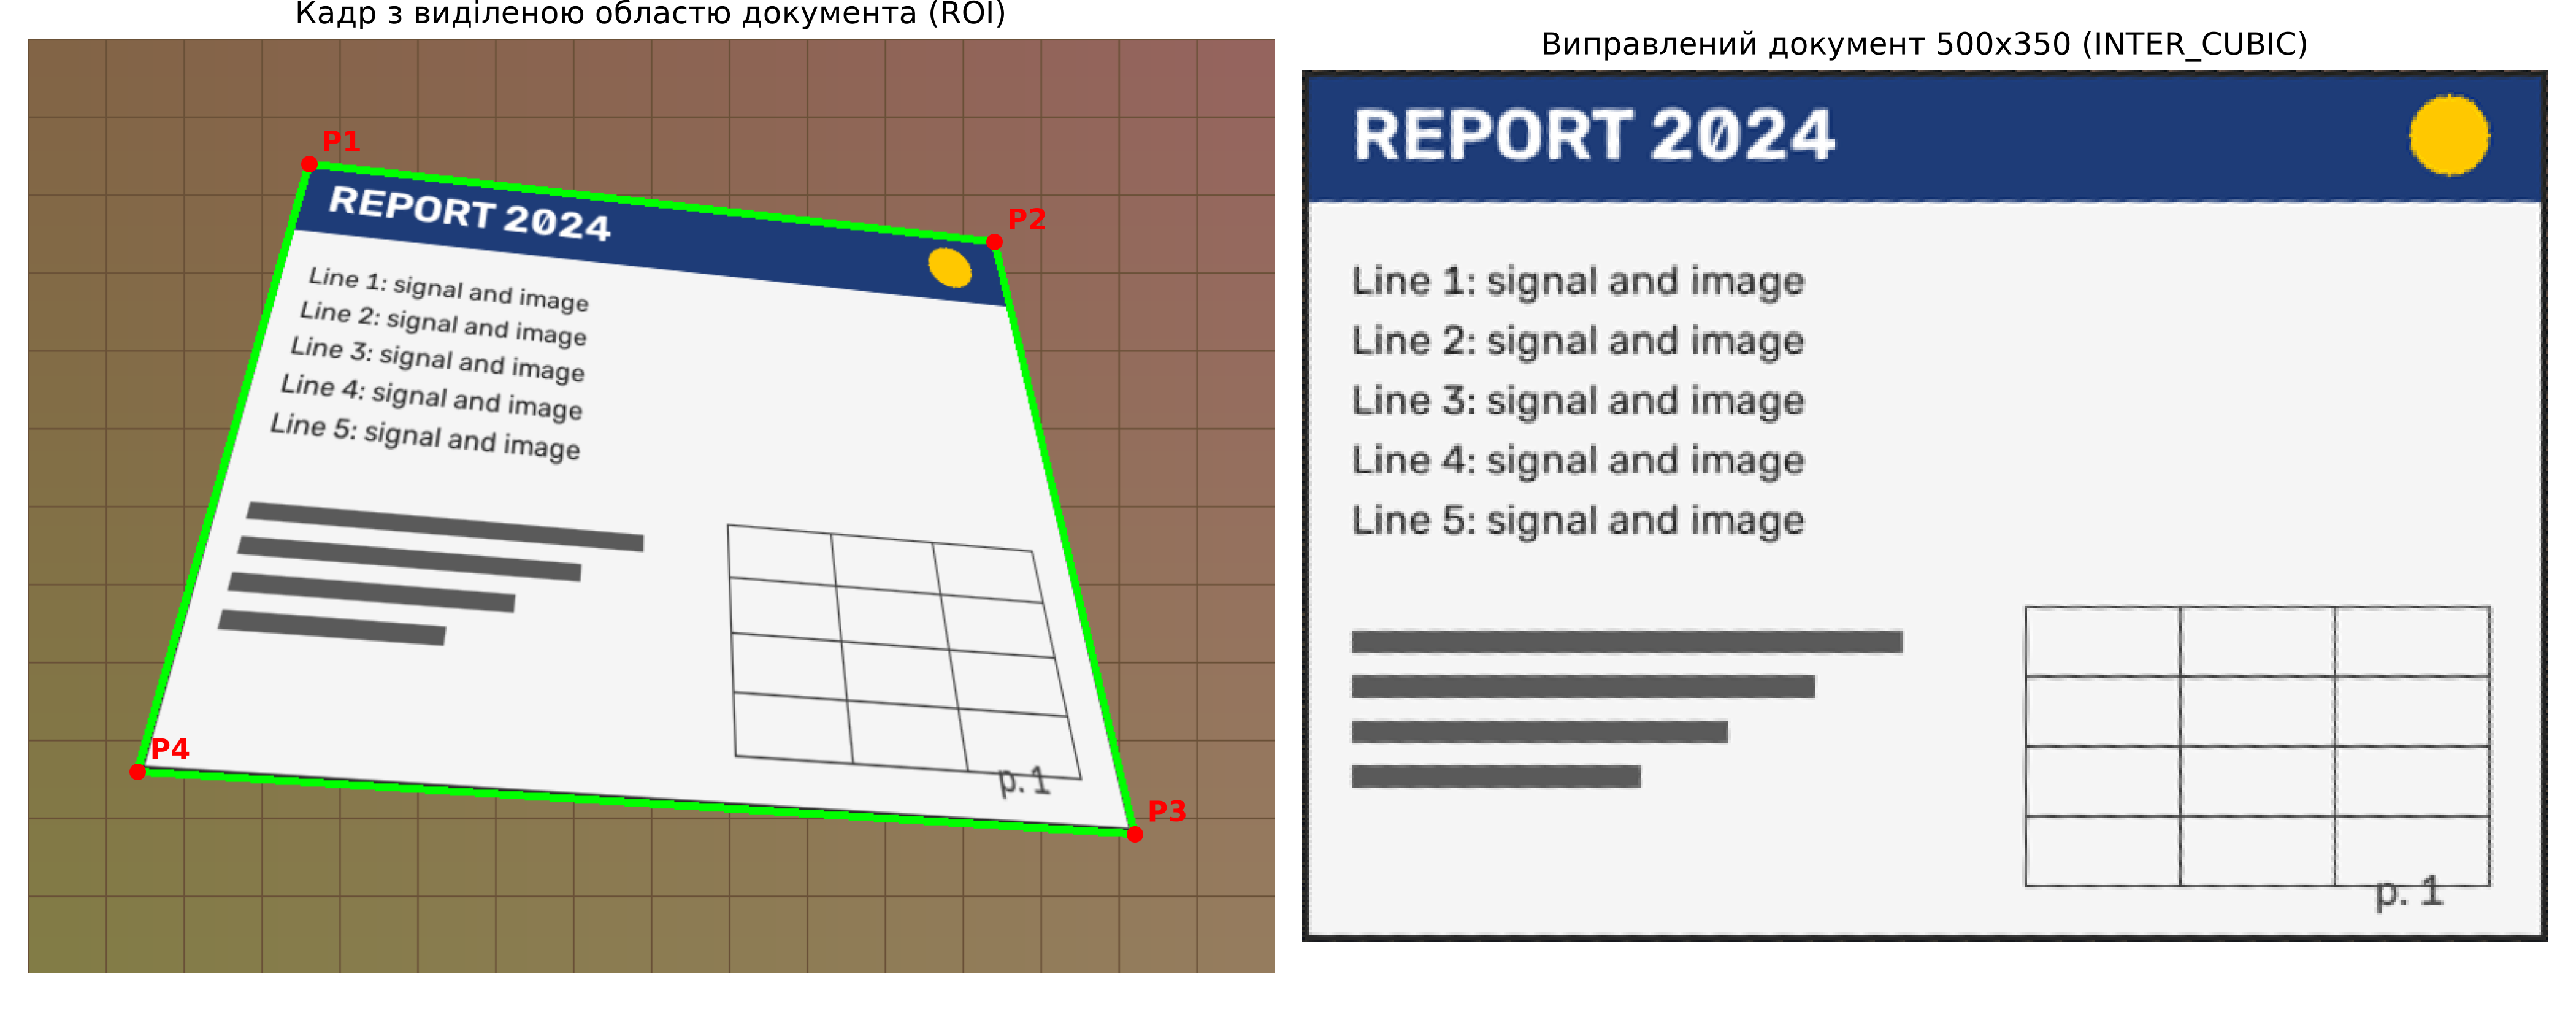 Кадр з виділеною областю документа (ROI)
P1
P2
REPORT 2024
Line 1: signal and image
Line 2: signal and image
Line 3: signal and image
Line 4: signal and image
Line 5: signal and image
P4
p. 1
P3
Виправлений документ 500x350 (INTER_CUBIC)
REPORT 2024
Line 1: signal and image
Line 2: signal and image
Line 3: signal and image
Line 4: signal and image
Line 5: signal and image
p. 1